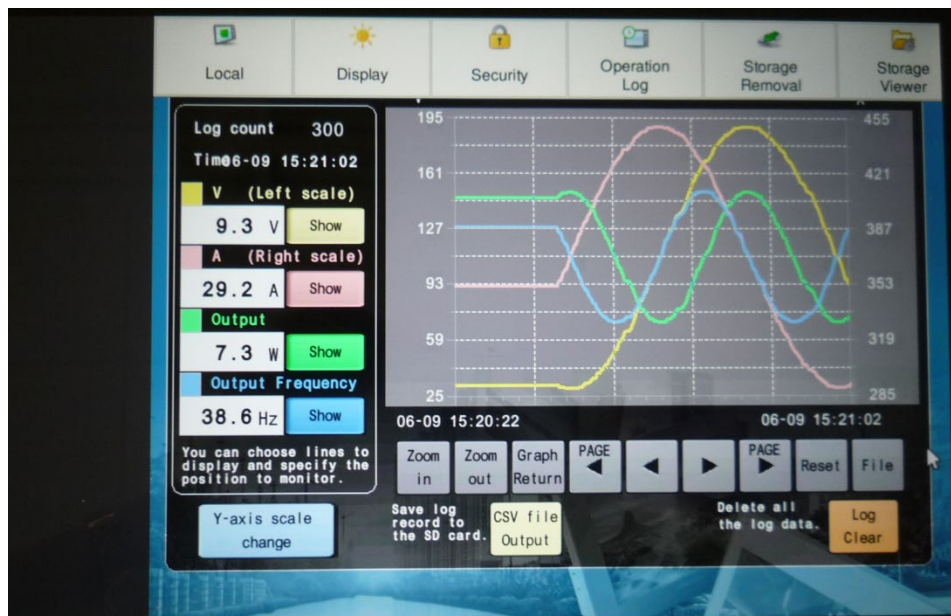 Local
Display
Security
Operation
Log
Storage
Removal
Storage
Viewer
Log count 300
Time06-09 15:21:02
V (Left scale)
9.3 V Show
A (Right scale)
29.2 A Show
Output
7.3 W Show
Output Frequency
38.6 Hz Show
You can choose lines to
display and specify the
position to monitor.
195
161
127
93
59
25
455
421
387
353
319
285
06-09 15:20:22
06-09 15:21:02
Zoom
in
Zoom
out
Graph
Return
PAGE
PAGE
Reset
File
Y-axis scale
change
Save log
record to
the SD card.
CSV file
Output
Delete all
the log data.
Log
Clear